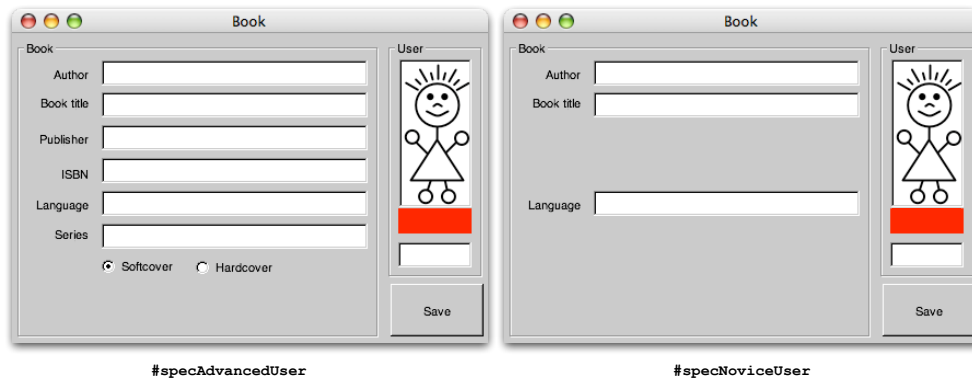 Book
Book
User
Author
Book title
Publisher
ISBN
Language
Series
Softcover Hardcover
Save
#specAdvancedUser
Book
Book
User
Author
Book title
Language
Save
#specNoviceUser